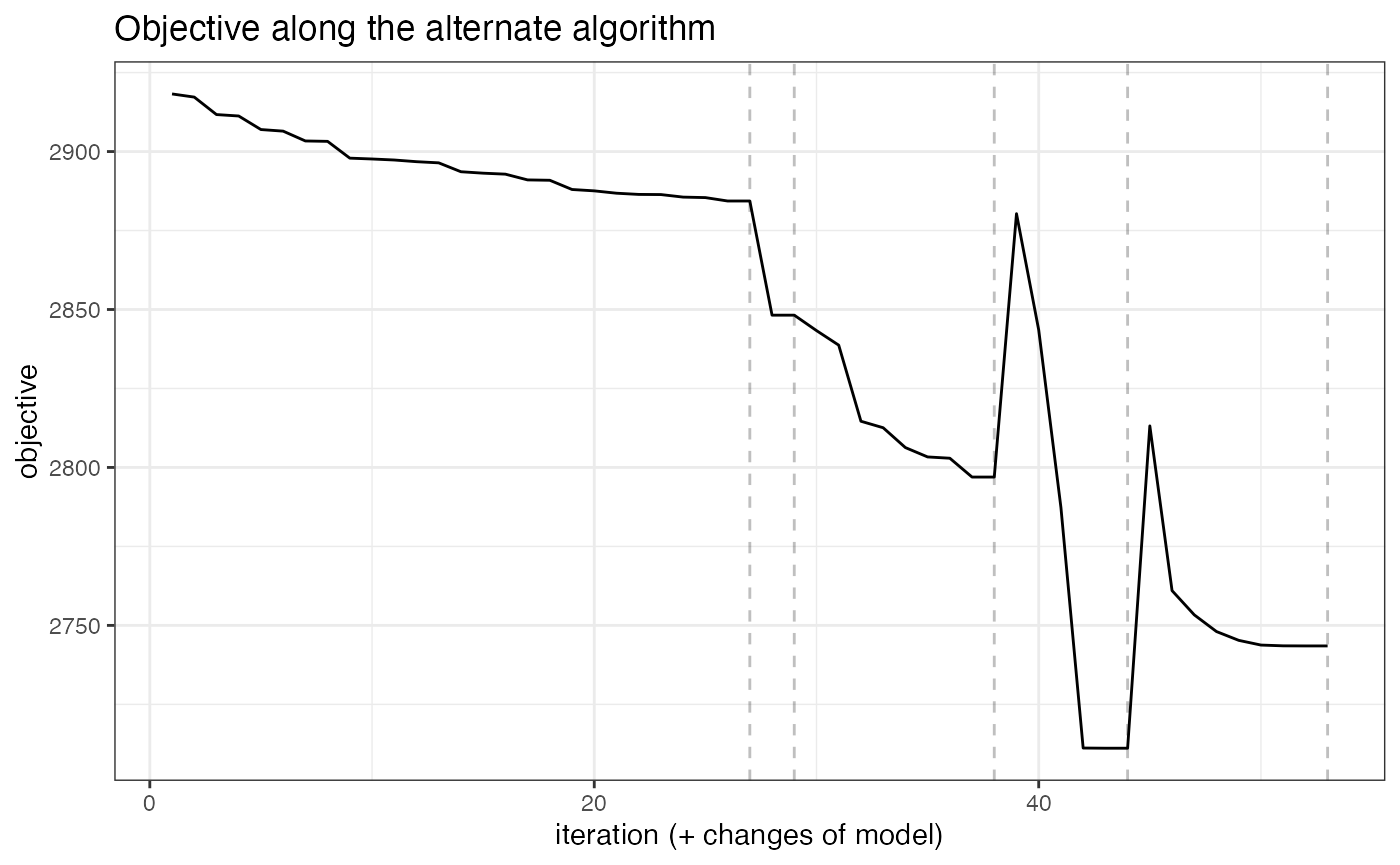 Objective along the alternate algorithm
objective
2900
2850
2800
2750
0 20 40
iteration (+ changes of model)